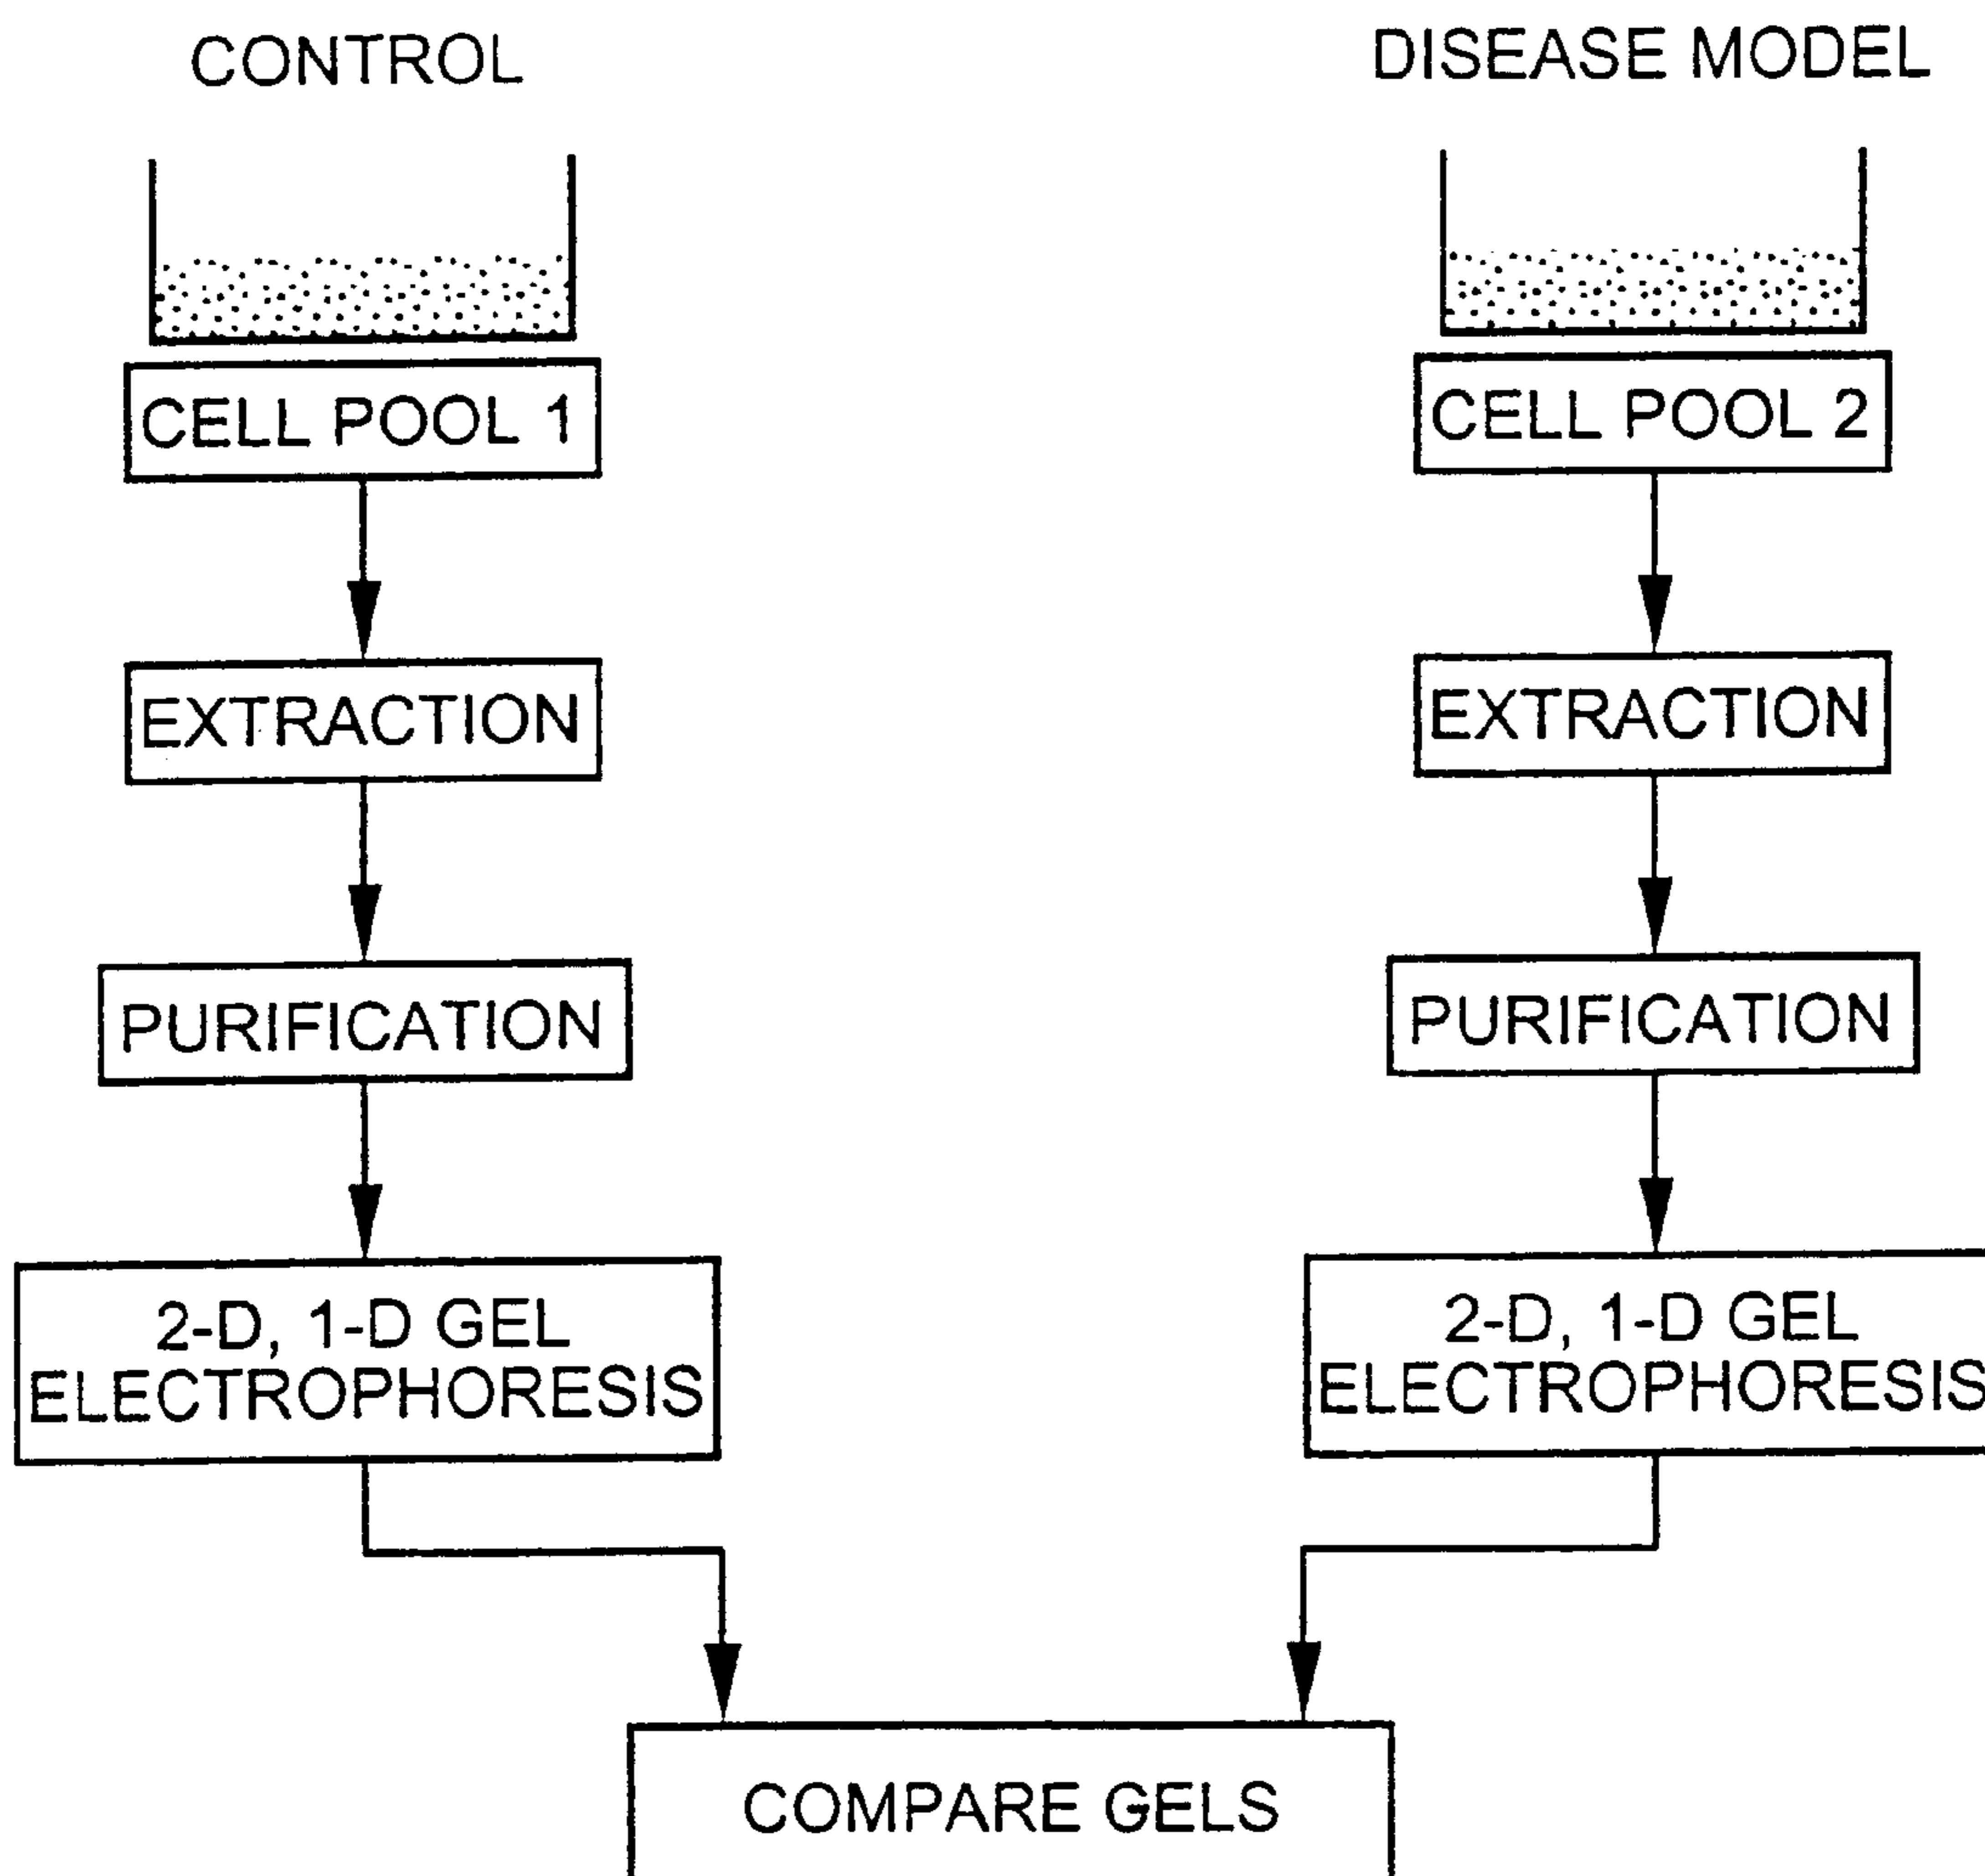 CONTROL
DISEASE MODEL
CELL POOL 1
CELL POOL 2
EXTRACTION
EXTRACTION
PURIFICATION
PURIFICATION
2-D, 1-D GEL
ELECTROPHORESIS
2-D, 1-D GEL
ELECTROPHORESIS
COMPARE GELS